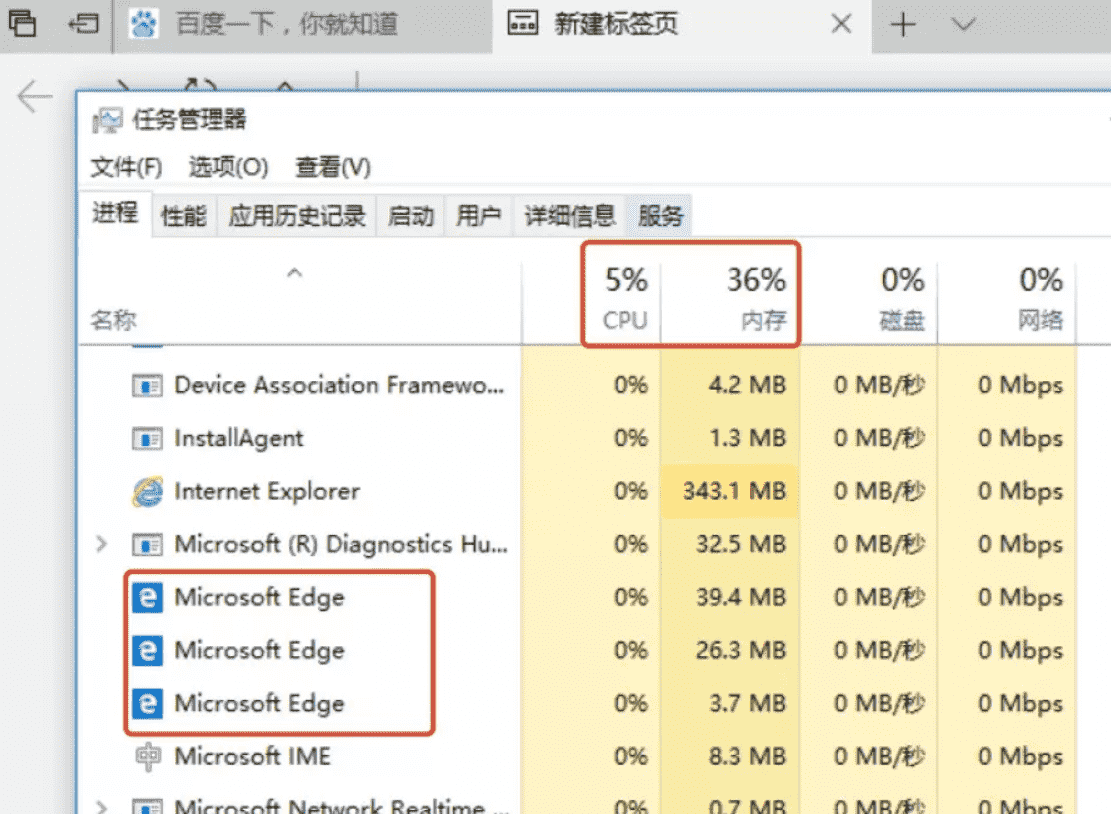 百度一下，你就知道 新建标签页
任务管理器
文件(F) 选项(O) 查看(V)
进程 性能 应用历史记录 启动 用户 详细信息 服务
5% 36% 0% 0%
名称 CPU 内存 磁盘 网络
Device Association Framewo... 0% 4.2 MB 0 MB/秒 0 Mbps
InstallAgent 0% 1.3 MB 0 MB/秒 0 Mbps
Internet Explorer 0% 343.1 MB 0 MB/秒 0 Mbps
Microsoft (R) Diagnostics Hu... 0% 32.5 MB 0 MB/秒 0 Mbps
Microsoft Edge 0% 39.4 MB 0 MB/秒 0 Mbps
Microsoft Edge 0% 26.3 MB 0 MB/秒 0 Mbps
Microsoft Edge 0% 3.7 MB 0 MB/秒 0 Mbps
Microsoft IME 0% 8.3 MB 0 MB/秒 0 Mbps
Microsoft Network Realtime ... 0% 0.7 MB 0 MB/秒 0 Mbps